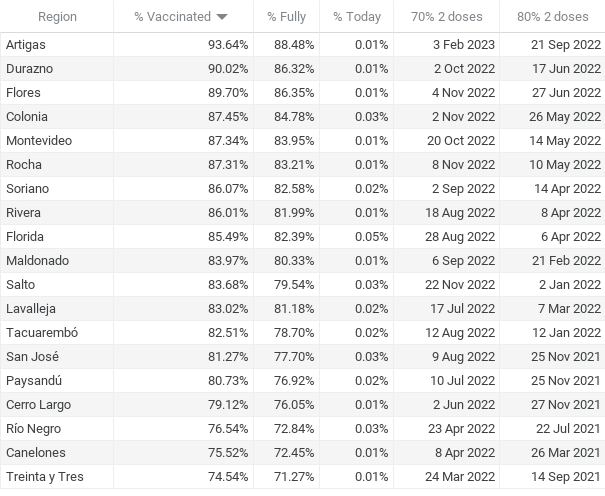 Region % Vaccinated % Fully % Today 70% 2 doses 80% 2 doses
Artigas 93.64% 88.48% 0.01% 3 Feb 2023 21 Sep 2022
Durazno 90.02% 86.32% 0.01% 2 Oct 2022 17 Jun 2022
Flores 89.70% 86.35% 0.01% 4 Nov 2022 27 Jun 2022
Colonia 87.45% 84.78% 0.03% 2 Nov 2022 26 May 2022
Montevideo 87.34% 83.95% 0.01% 20 Oct 2022 14 May 2022
Rocha 87.31% 83.21% 0.01% 8 Nov 2022 10 May 2022
Soriano 86.07% 82.58% 0.02% 2 Sep 2022 14 Apr 2022
Rivera 86.01% 81.99% 0.01% 18 Aug 2022 8 Apr 2022
Florida 85.49% 82.39% 0.05% 28 Aug 2022 6 Apr 2022
Maldonado 83.97% 80.33% 0.01% 6 Sep 2022 21 Feb 2022
Salto 83.68% 79.54% 0.03% 22 Nov 2022 2 Jan 2022
Lavalleja 83.02% 81.18% 0.02% 17 Jul 2022 7 Mar 2022
Tacuarembó 82.51% 78.70% 0.02% 12 Aug 2022 12 Jan 2022
San José 81.27% 77.70% 0.03% 9 Aug 2022 25 Nov 2021
Paysandú 80.73% 76.92% 0.02% 10 Jul 2022 25 Nov 2021
Cerro Largo 79.12% 76.05% 0.01% 2 Jun 2022 27 Nov 2021
Río Negro 76.54% 72.84% 0.03% 23 Apr 2022 22 Jul 2021
Canelones 75.52% 72.45% 0.01% 8 Apr 2022 26 Mar 2021
Treinta y Tres 74.54% 71.27% 0.01% 24 Mar 2022 14 Sep 2021